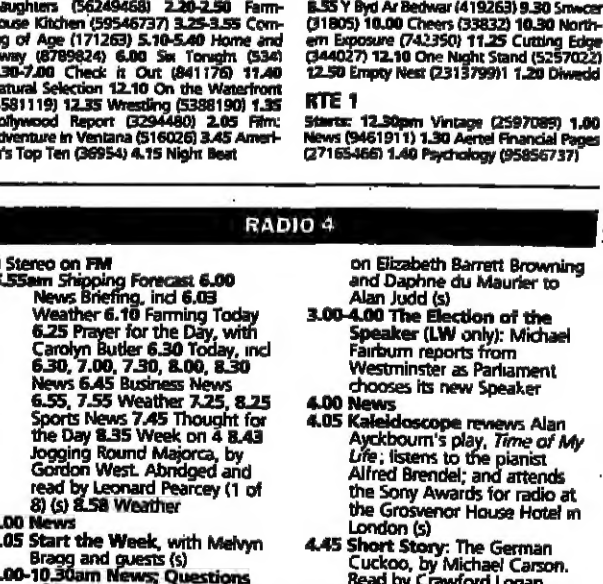 aughters (56249468) 2.20-2.50 Farm-
ouse Kitchen (59546737) 3.25-3.55 Com-
g of Age (171263) 5.10-5.40 Home and
way (8789824) 6.00 Six Tonight (534)
.30-7.00 Check it Out (841176) 11.40
atural Selection 12.10 On the Waterfront
581119) 12.35 Wrestling (5388190) 1.35
ollywood Report (3294480) 2.05 Film:
dventure in Ventana (516026) 3.45 Ameri-
's Top Ten (36954) 4.15 Night Beat
8.55 Y Byd Ar Bedwar (419263) 9.30 Snwcer
(31805) 10.00 Cheers (33832) 10.30 North-
ern Exposure (742350) 11.25 Cutting Edge
(344027) 12.10 One Night Stand (5257022)
12.50 Empty Nest (2313799) 1.20 Diwedd
RTE 1
Starts: 12.30pm Vintage (2597089) 1.00
News (9461911) 1.30 Aertel Financial Pages
(27165466) 1.40 Psychology (95856737)
RADIO 4
Stereo on FM
.55am Shipping Forecast 6.00
News Briefing, incl 6.03
Weather 6.10 Farming Today
6.25 Prayer for the Day, with
Carolyn Butler 6.30 Today, incl
6.30, 7.00, 7.30, 8.00, 8.30
News 6.45 Business News
6.55, 7.55 Weather 7.25, 8.25
Sports News 7.45 Thought for
the Day 8.35 Week on 4 8.43
Jogging Round Majorca, by
Gordon West. Abridged and
read by Leonard Pearcey (1 of
8) (s) 8.58 Weather
.00 News
.05 Start the Week, with Melvyn
Bragg and guests (s)
.00-10.30am News; Questions
on Elizabeth Barrett Browning
and Daphne du Maurier to
Alan Judd (s)
3.00-4.00 The Election of the
Speaker (LW only): Michael
Fairburn reports from
Westminster as Parliament
chooses its new Speaker
4.00 News
4.05 Kaleidoscope reviews Alan
Ayckbourn's play, Time of My
Life; listens to the pianist
Alfred Brendel; and attends
the Sony Awards for radio at
the Grosvenor House Hotel in
London (s)
4.45 Short Story: The German
Cuckoo, by Michael Carson.
Read by Crawford Logan